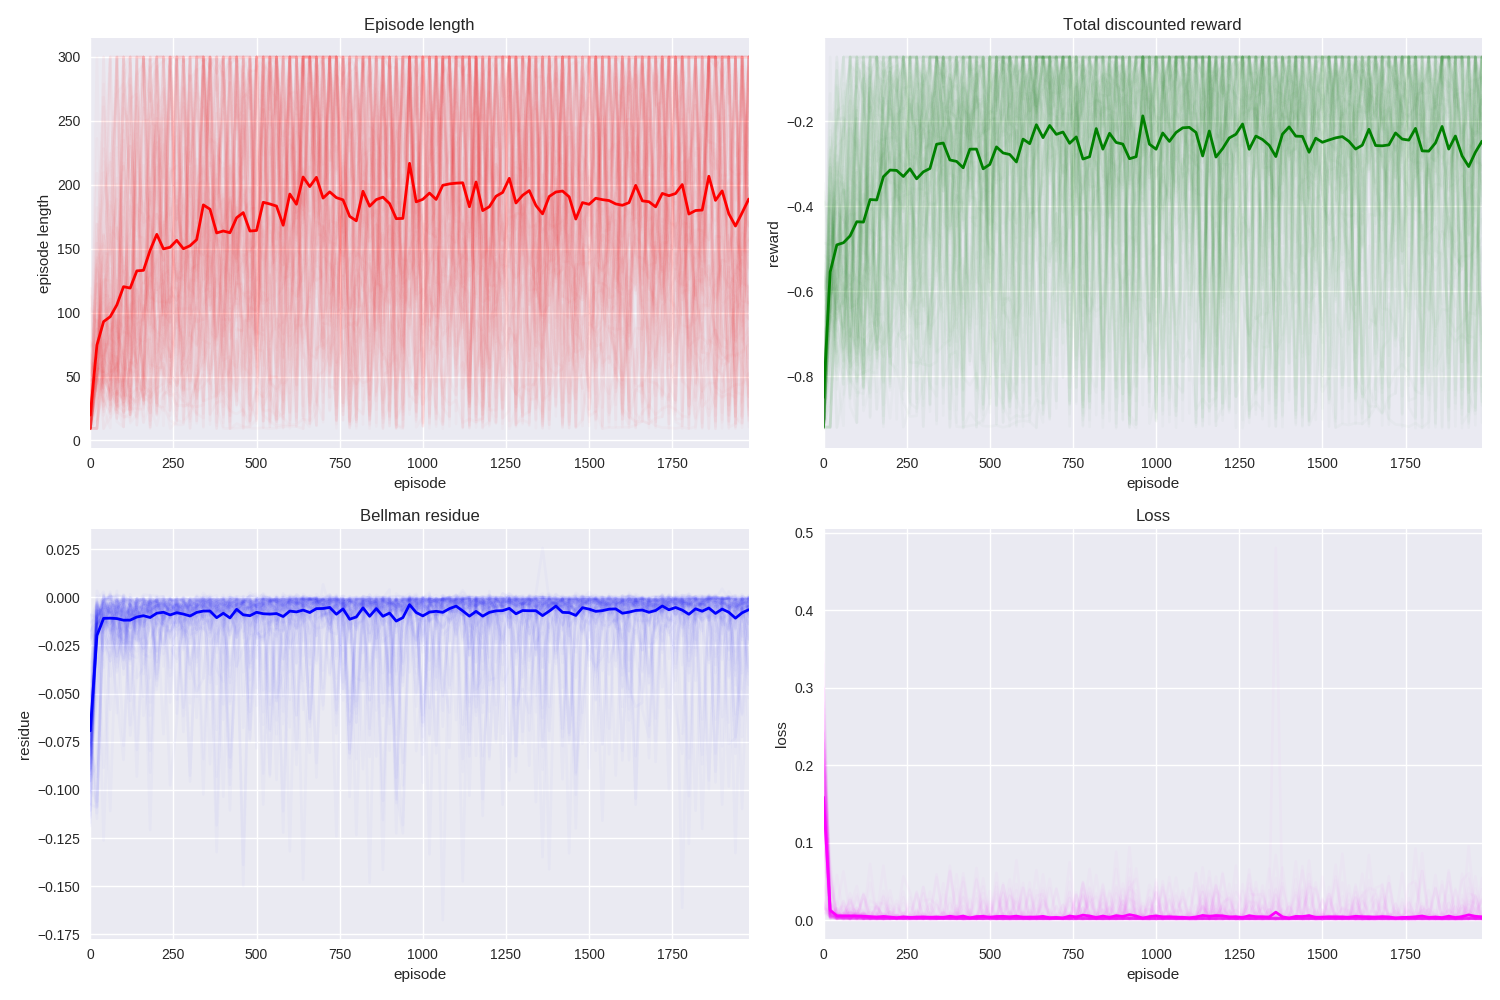 Episode length
300
250
200
150
100
50
0
episode length
0 250 500 750 1000 1250 1500 1750
episode
Total discounted reward
−0.2
−0.4
−0.6
−0.8
reward
0 250 500 750 1000 1250 1500 1750
episode
Bellman residue
0.025
0.000
−0.025
−0.050
−0.075
−0.100
−0.125
−0.150
−0.175
residue
0 250 500 750 1000 1250 1500 1750
episode
Loss
0.5
0.4
0.3
0.2
0.1
0.0
loss
0 250 500 750 1000 1250 1500 1750
episode